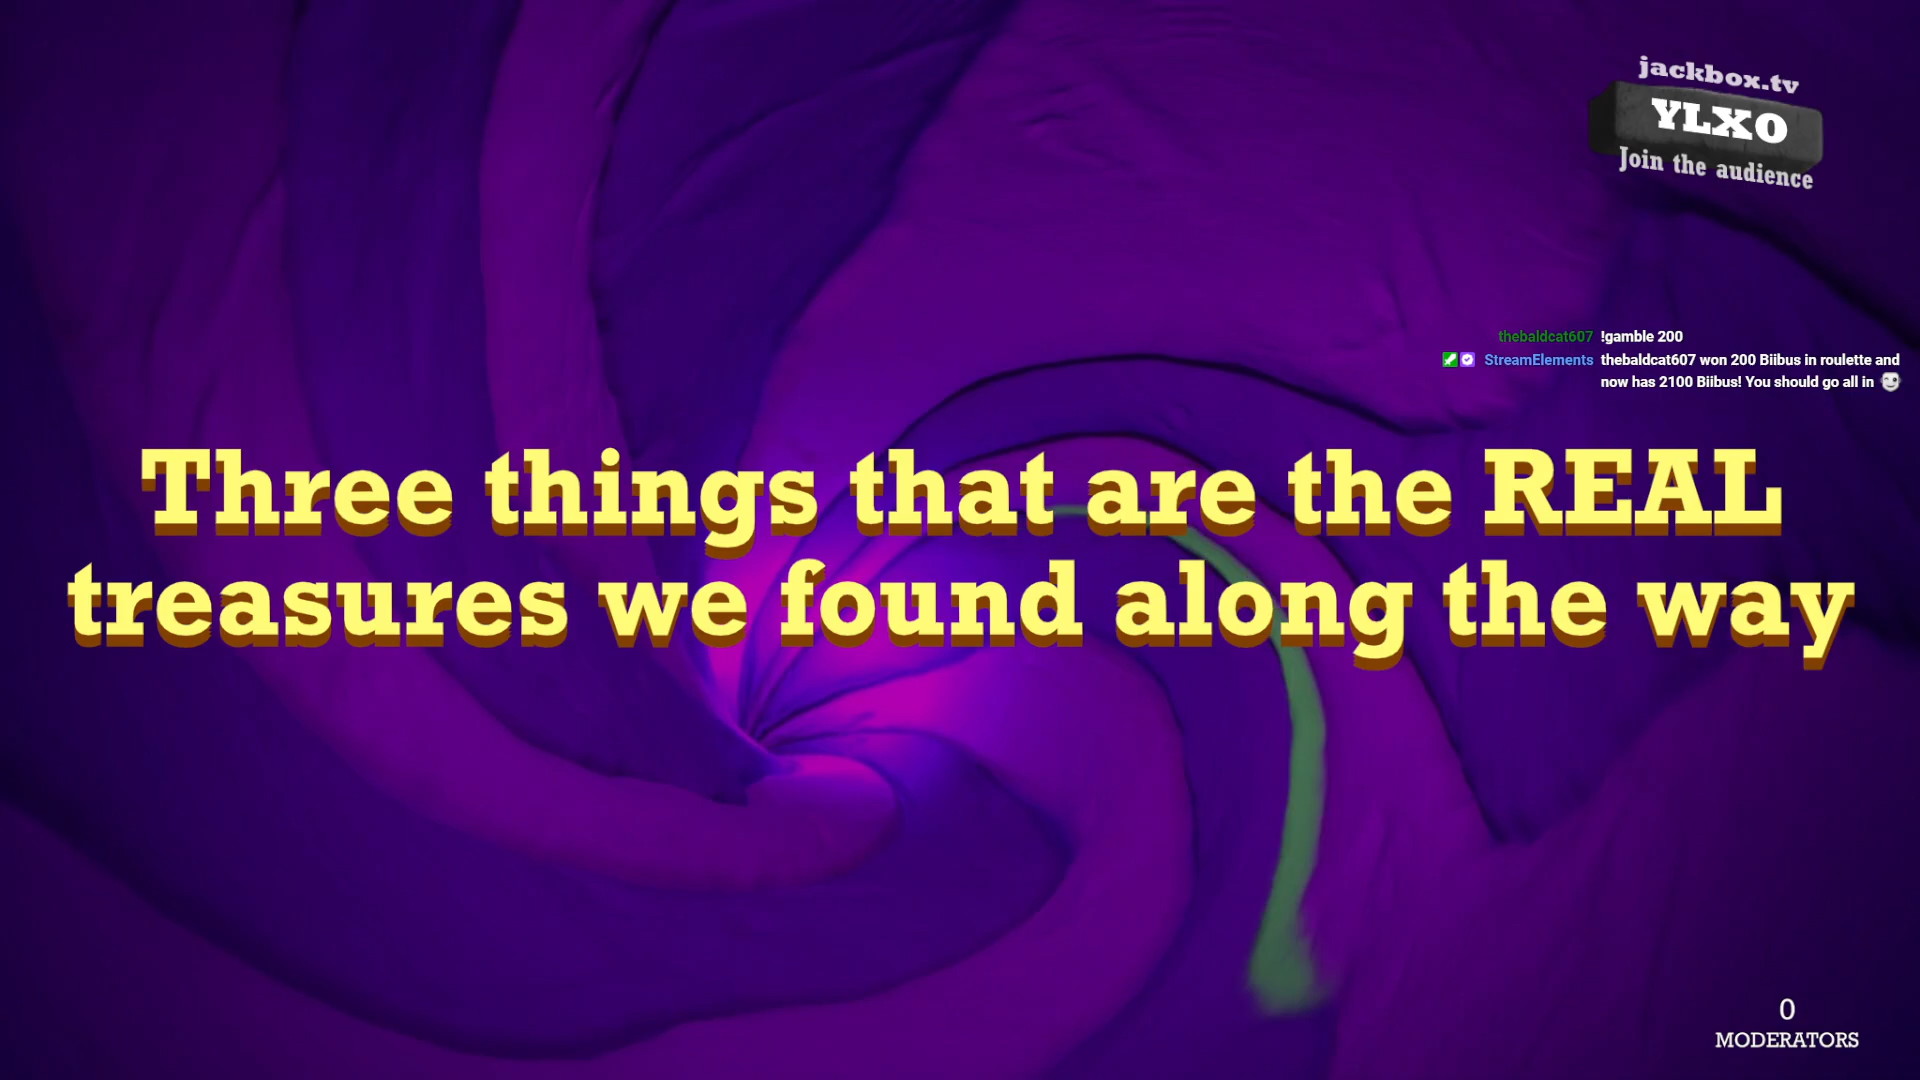 jackbox.tv
YLXO
Join the audience
thebaldcat607 !gamble 200
StreamElements thebaldcat607 won 200 Biibus in roulette and
now has 2100 Biibus! You should go all in
Three things that are the REAL
treasures we found along the way
0
MODERATORS